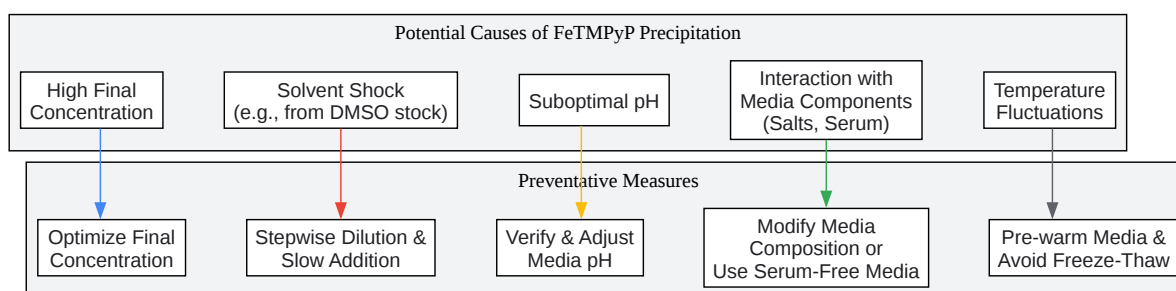 Potential Causes of FeTMPyP Precipitation
High Final
Concentration
Solvent Shock
(e.g., from DMSO stock)
Suboptimal pH
Interaction with
Media Components
(Salts, Serum)
Temperature
Fluctuations
Preventative Measures
Optimize Final
Concentration
Stepwise Dilution &
Slow Addition
Verify & Adjust
Media pH
Modify Media
Composition or
Use Serum-Free Media
Pre-warm Media &
Avoid Freeze-Thaw